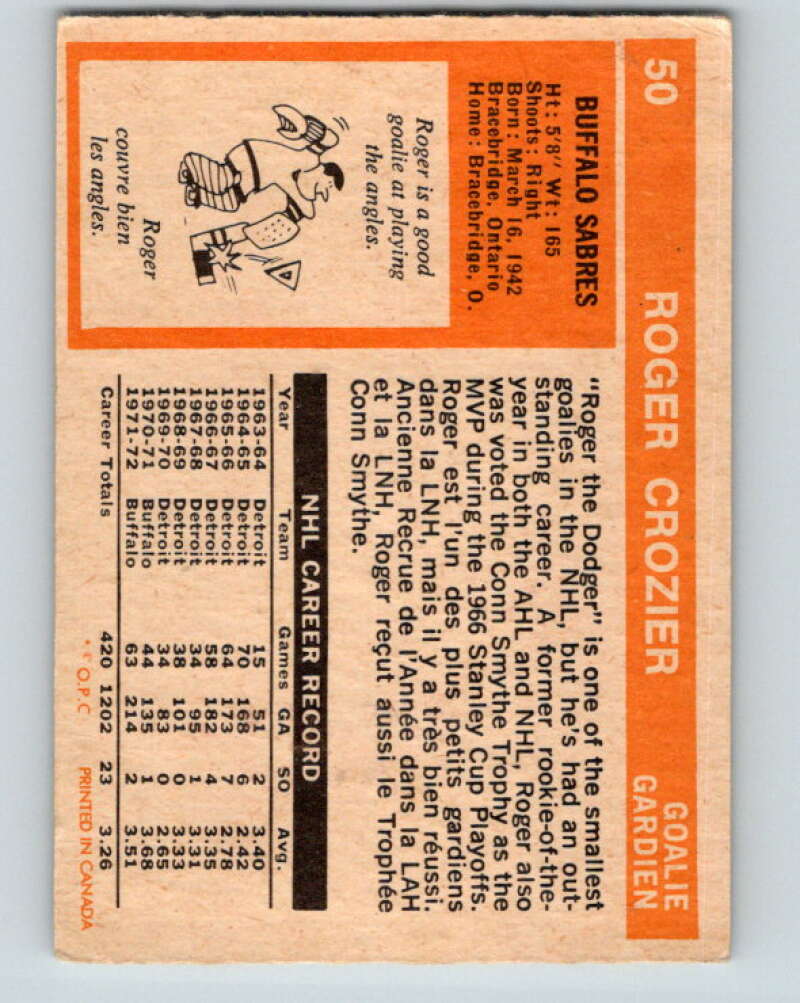 50 ROGER CROZIER GOALIE
GARDIEN
BUFFALO SABRES
Ht: 5'8" Wt: 165
Shoots: Right
Born: March 16, 1942
Bracebridge, Ontario
Home: Bracebridge, O.
Roger is a good
goalie at playing
the angles.
Roger
couvre bien
les angles.
"Roger the Dodger" is one of the smallest
goalies in the NHL, but he's had an out-
standing career. A former rookie-of-the-
year in both the AHL and NHL, Roger also
was voted the Conn Smythe Trophy as the
MVP during the 1966 Stanley Cup Playoffs.
Roger est l'un des plus petits gardiens
dans la LNH, mais il y a très bien réussi.
Ancienne Recrue de l'Année dans la LAH
et la LNH, Roger reçut aussi le Trophée
Conn Smythe.
NHL CAREER RECORD
Year Team Games GA SO Avg.
1963-64 Detroit 15 51 2 3.40
1964-65 Detroit 70 168 6 2.42
1965-66 Detroit 64 173 7 2.78
1966-67 Detroit 58 182 4 3.35
1967-68 Detroit 34 95 1 3.31
1968-69 Detroit 38 101 0 3.33
1969-70 Detroit 34 83 0 2.65
1970-71 Buffalo 44 135 1 3.68
1971-72 Buffalo 63 214 2 3.51
Career Totals 420 1202 23 3.26
* © O.P.C PRINTED IN CANADA